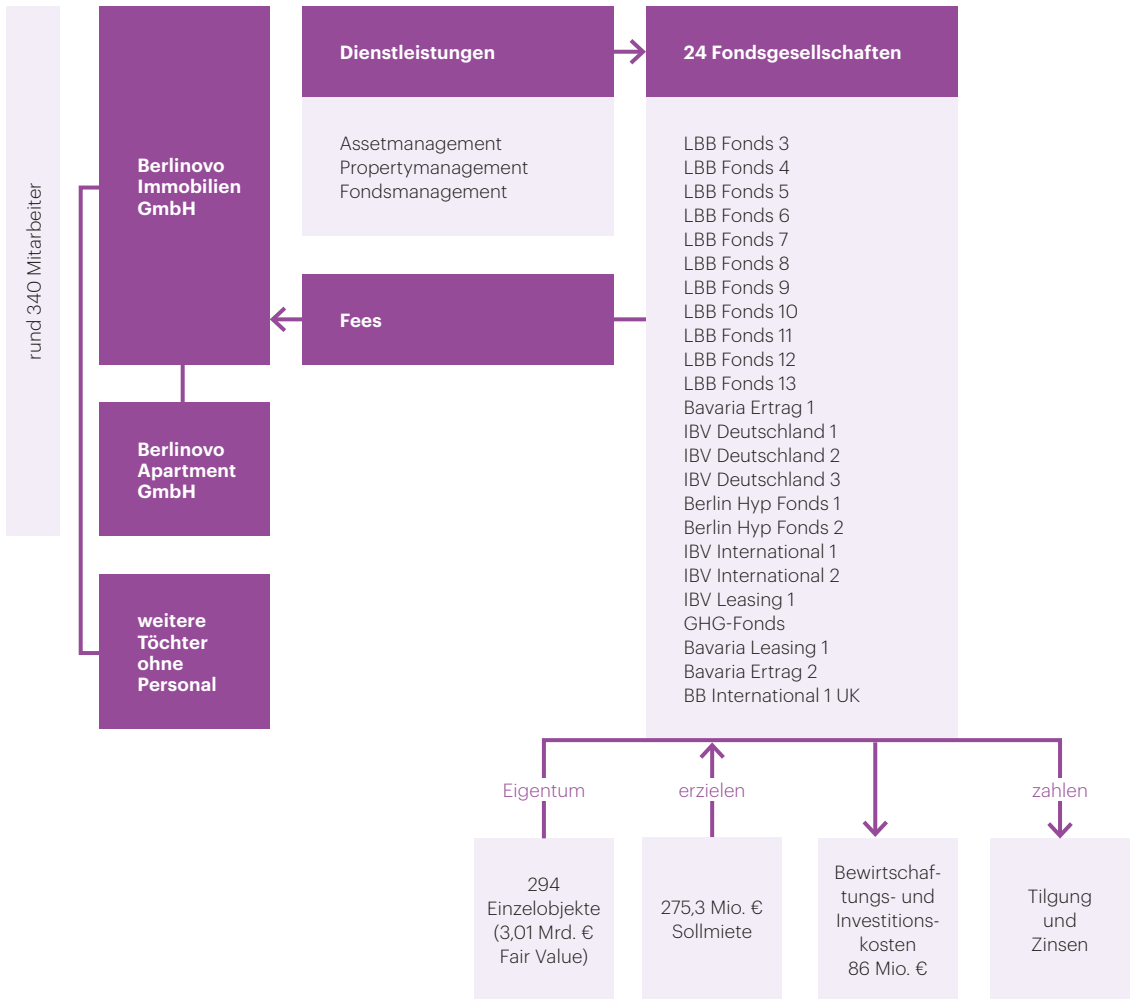 rund 340 Mitarbeiter
Berlinovo
Immobilien
GmbH
Berlinovo
Apartment
GmbH
weitere
Töchter
ohne
Personal
Dienstleistungen
Assetmanagement
Propertymanagement
Fondsmanagement
Fees
24 Fondsgesellschaften
LBB Fonds 3
LBB Fonds 4
LBB Fonds 5
LBB Fonds 6
LBB Fonds 7
LBB Fonds 8
LBB Fonds 9
LBB Fonds 10
LBB Fonds 11
LBB Fonds 12
LBB Fonds 13
Bavaria Ertrag 1
IBV Deutschland 1
IBV Deutschland 2
IBV Deutschland 3
Berlin Hyp Fonds 1
Berlin Hyp Fonds 2
IBV International 1
IBV International 2
IBV Leasing 1
GHG-Fonds
Bavaria Leasing 1
Bavaria Ertrag 2
BB International 1 UK
Eigentum
294
Einzelobjekte
(3,01 Mrd. €
Fair Value)
erzielen
275,3 Mio. €
Sollmiete
Bewirtschaf-
tungs- und
Investitions-
kosten
86 Mio. €
zahlen
Tilgung
und
Zinsen